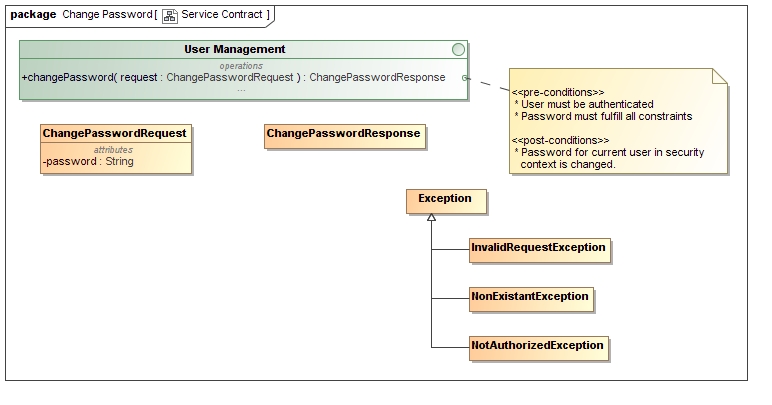 package Change Password [ Service Contract ]
User Management
operations
+changePassword( request : ChangePasswordRequest ) : ChangePasswordResponse
...
<<pre-conditions>>
* User must be authenticated
* Password must fulfill all constraints
<<post-conditions>>
* Password for current user in security
context is changed.
ChangePasswordRequest
attributes
-password : String
ChangePasswordResponse
Exception
InvalidRequestException
NonExistantException
NotAuthorizedException